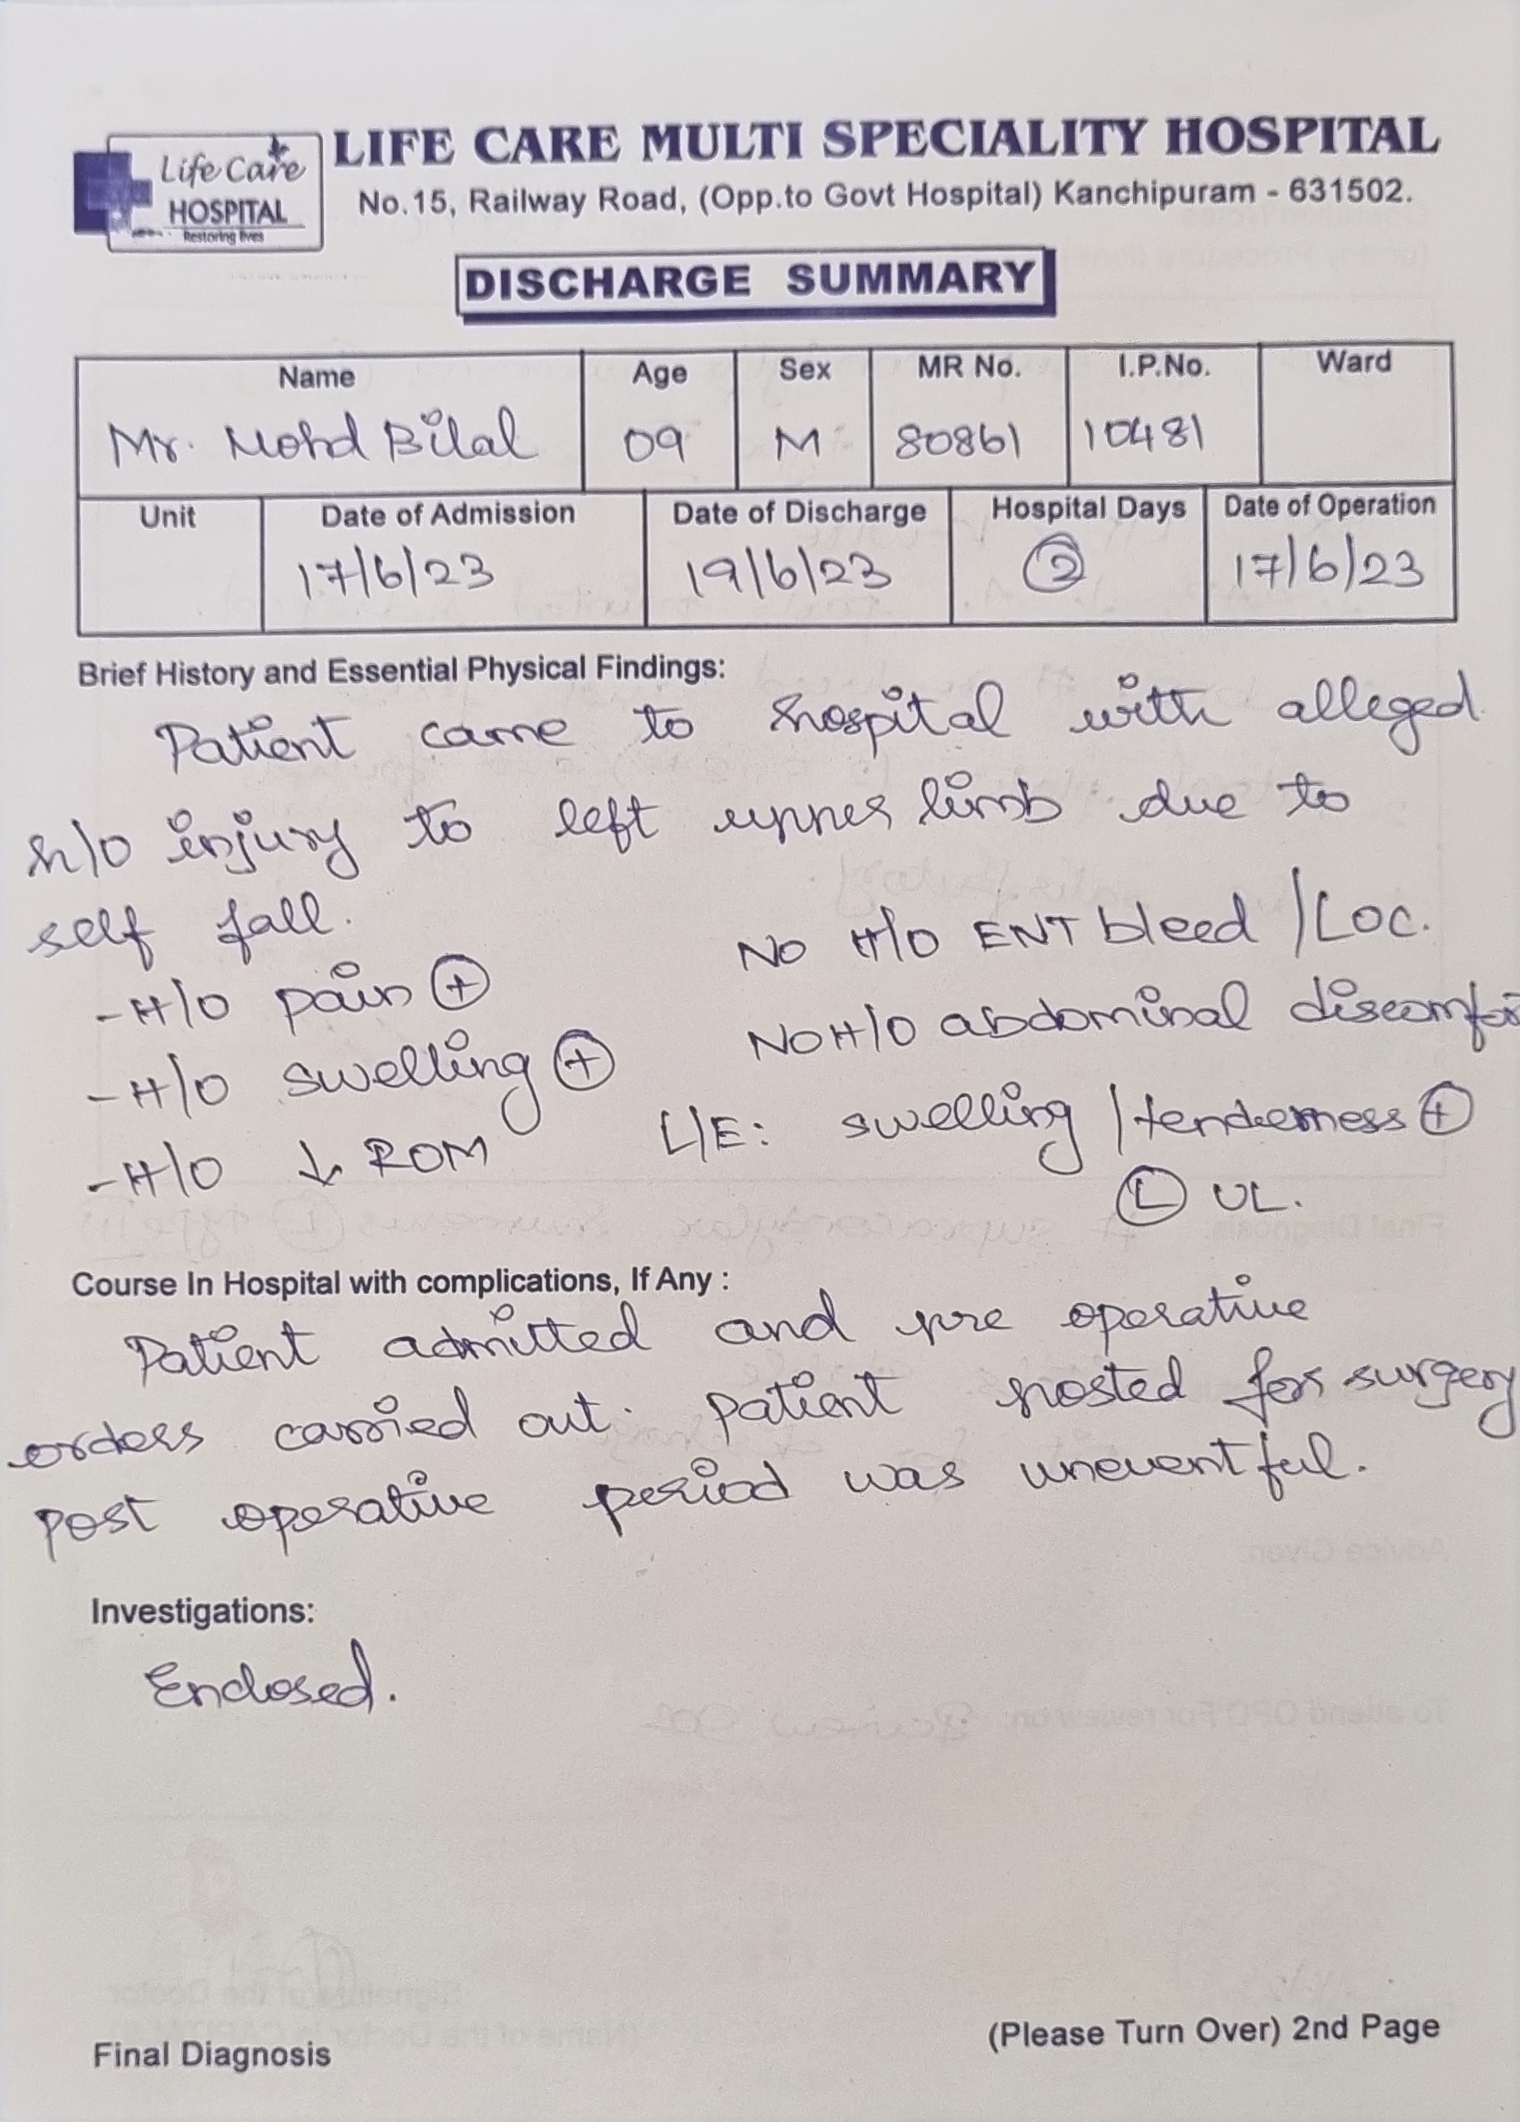 Life Care
HOSPITAL
Restoring lives
LIFE CARE MULTI SPECIALITY HOSPITAL
No.15, Railway Road, (Opp.to Govt Hospital) Kanchipuram - 631502.
DISCHARGE SUMMARY
Name Age Sex MR No. I.P.No. Ward
Mr. Mohd Bilal 09 M 80861 10481
Unit Date of Admission Date of Discharge Hospital Days Date of Operation
17/6/23 19/6/23 2 17/6/23
Brief History and Essential Physical Findings:
Patient came to hospital with alleged
h/o injury to left upper limb due to
self fall.
No H/O ENT bleed / LOC.
- H/O pain (+)
No H/O abdominal discomfo
- H/O swelling (+)
L/E: swelling / tenderness (+)
- H/O ↓ ROM
(L) UL.
Course In Hospital with complications, If Any :
Patient admitted and pre operative
orders carried out. Patient posted for surgery
post operative period was uneventful.
Investigations:
Enclosed.
(Please Turn Over) 2nd Page
Final Diagnosis